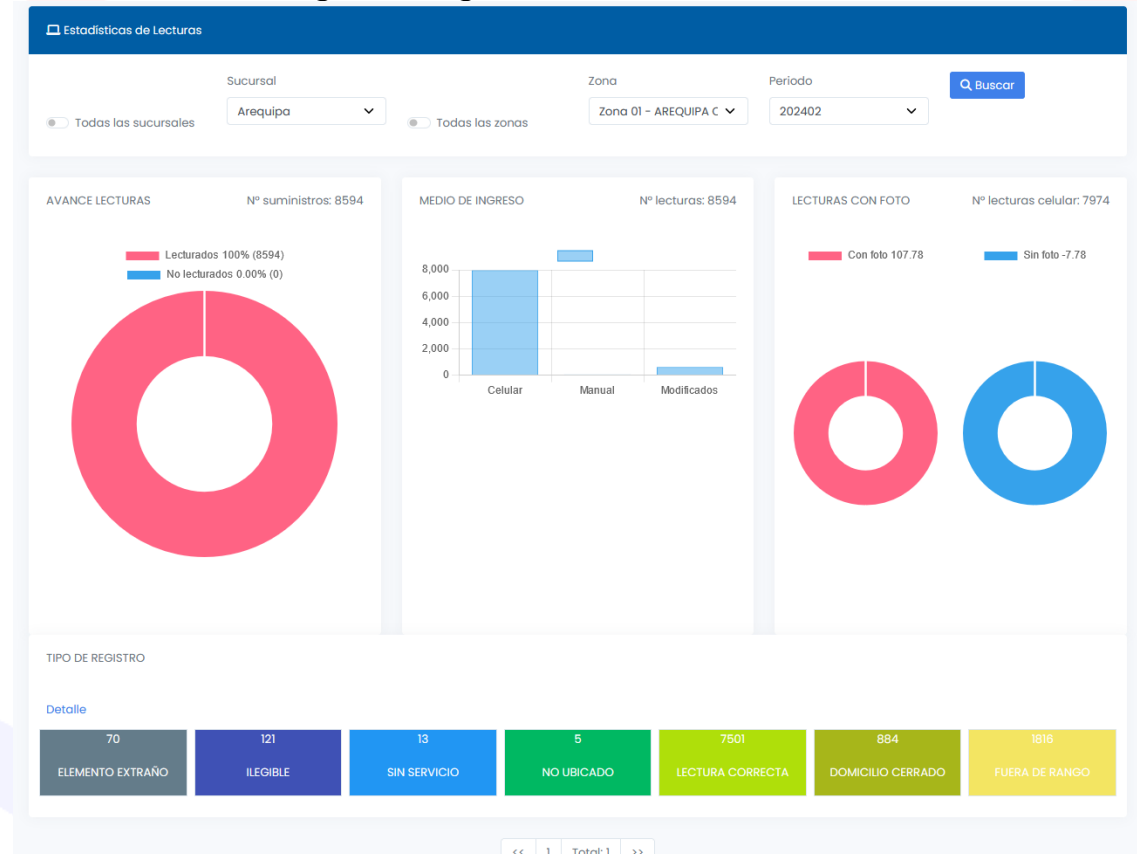 Estadísticas de Lecturas
Sucursal
Zona
Periodo
Buscar
Todas las sucursales
Arequipa
Todas las zonas
Zona 01 - AREQUIPA C
202402
AVANCE LECTURAS
N° suministros: 8594
Lecturados 100% (8594)
No lecturados 0.00% (0)
MEDIO DE INGRESO
N° lecturas: 8594
8,000
6,000
4,000
2,000
0
Celular
Manual
Modificados
LECTURAS CON FOTO
N° lecturas celular: 7974
Con foto 107.78
Sin foto -7.78
TIPO DE REGISTRO
Detalle
70
ELEMENTO EXTRAÑO
121
ILEGIBLE
13
SIN SERVICIO
5
NO UBICADO
7501
LECTURA CORRECTA
884
DOMICILIO CERRADO
1816
FUERA DE RANGO
<< 1 Total: 1 >>